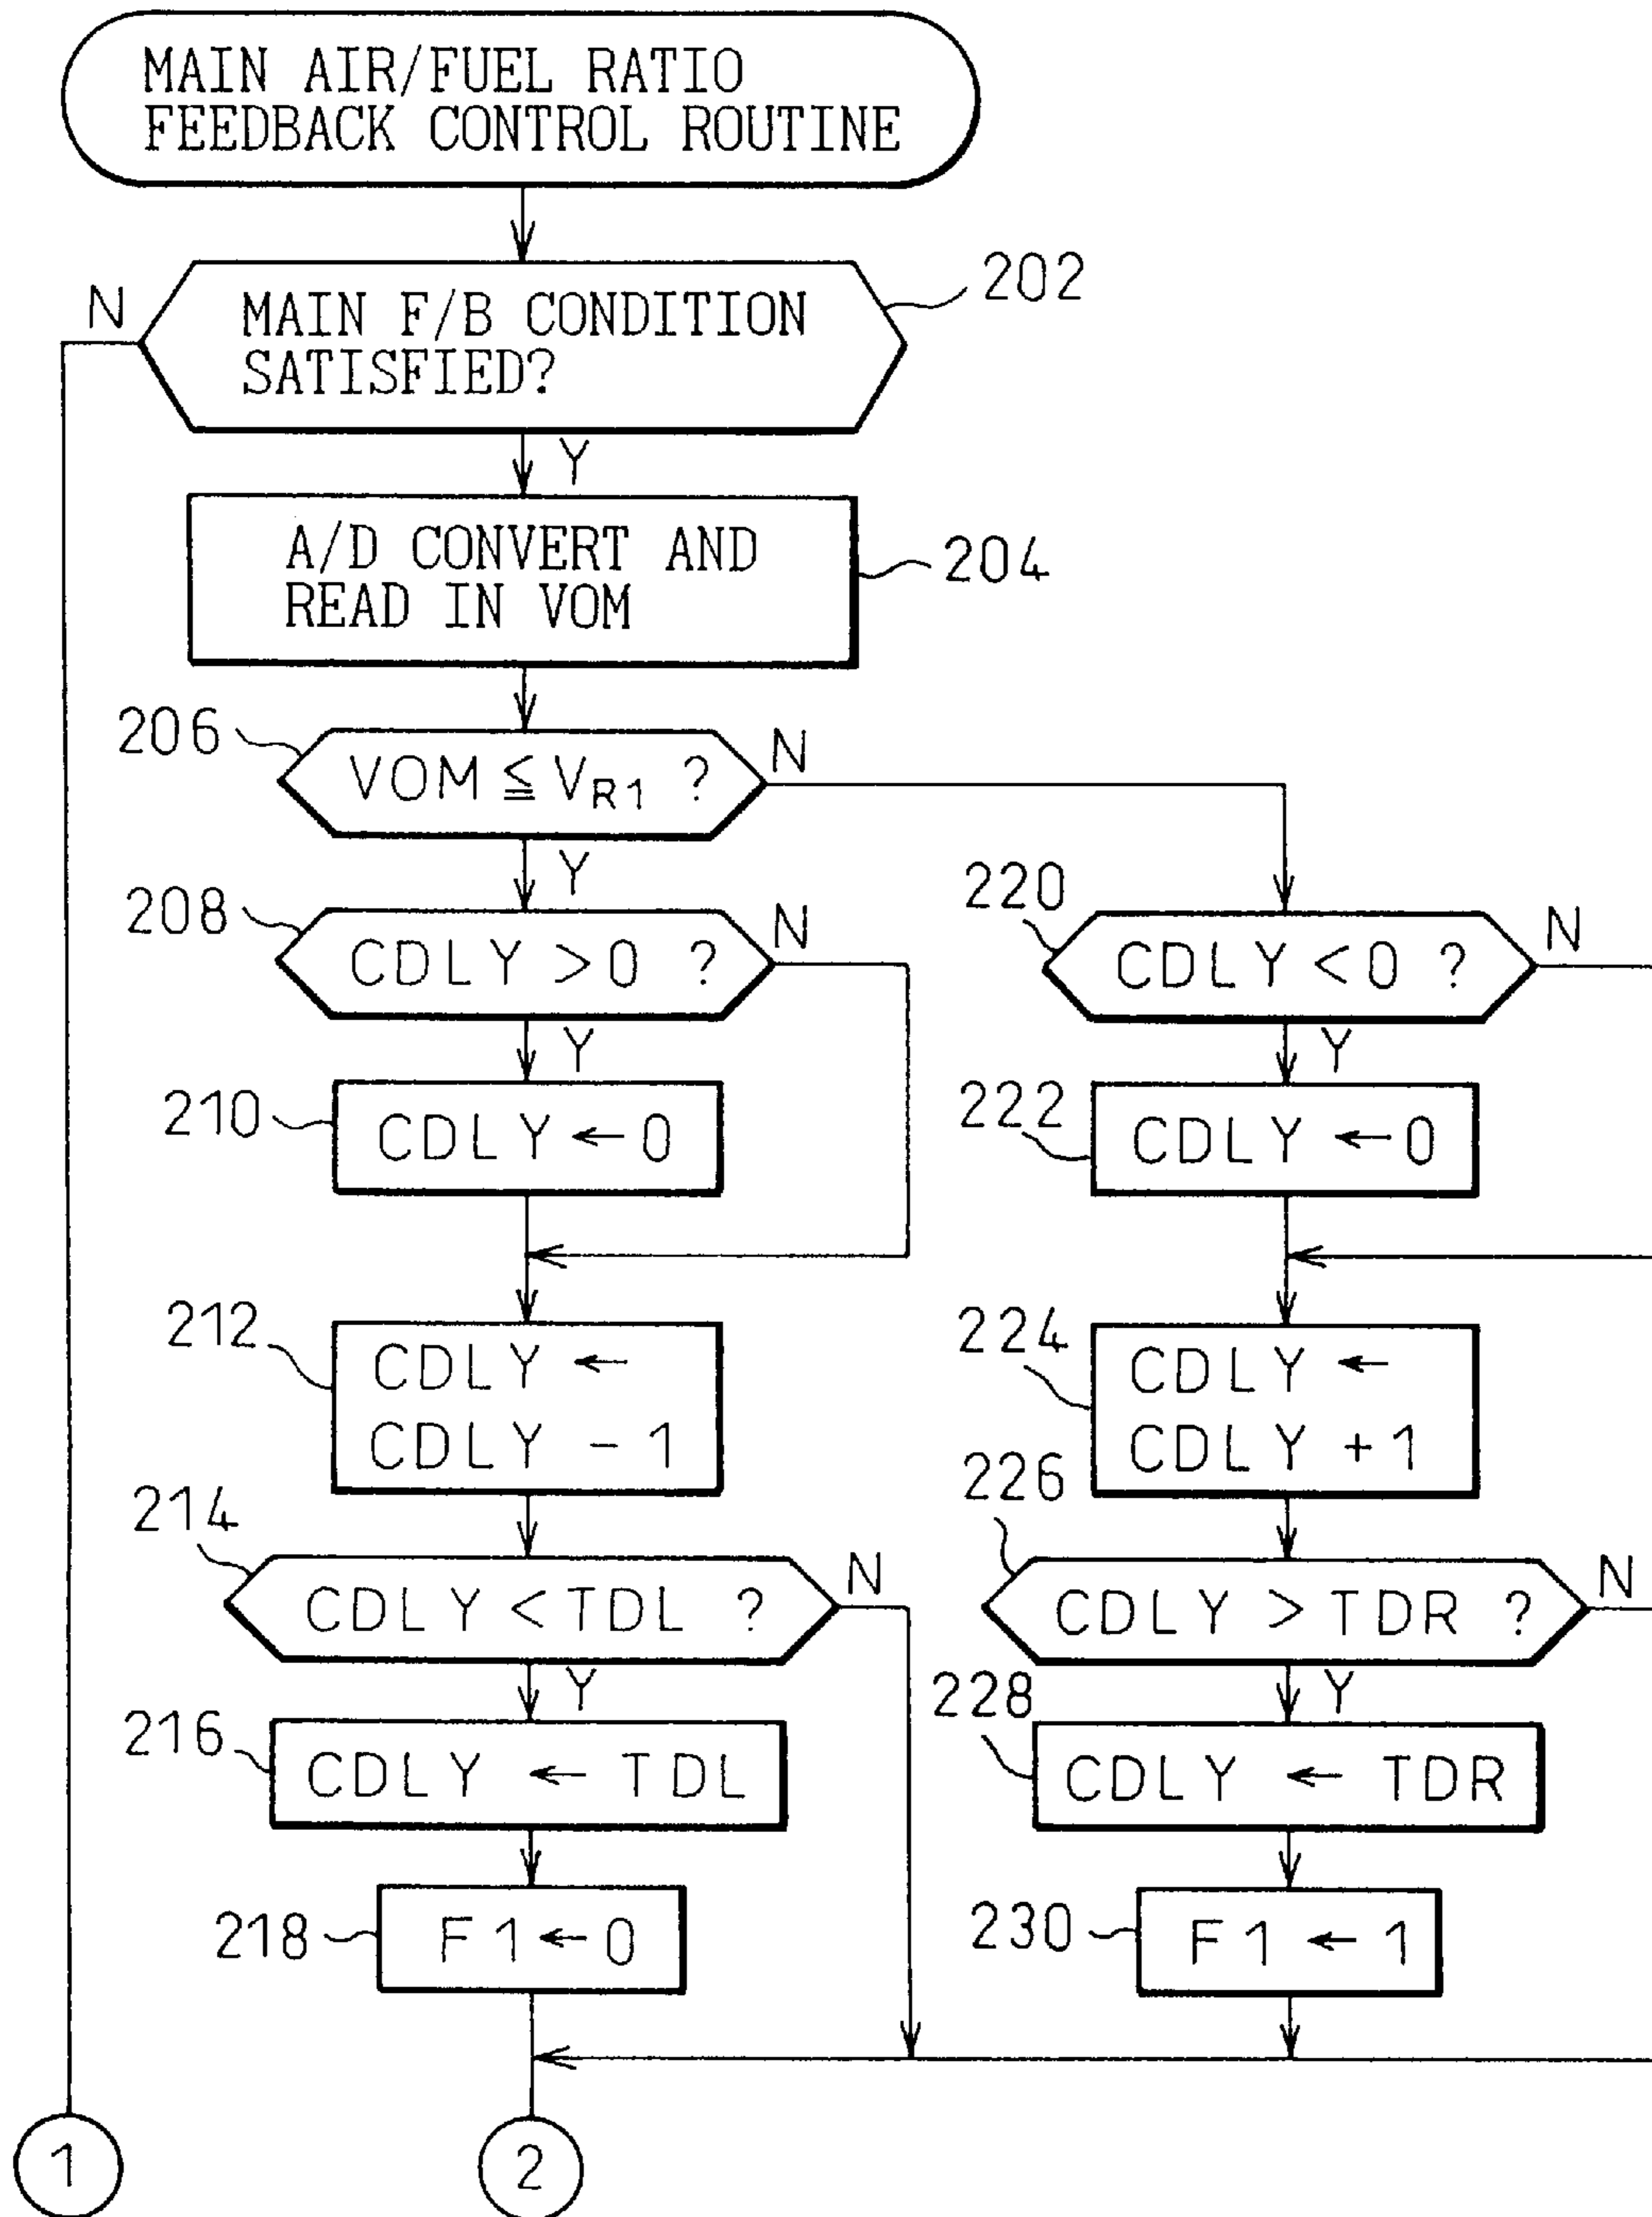 MAIN AIR/FUEL RATIO
FEEDBACK CONTROL ROUTINE
202
N
MAIN F/B CONDITION
SATISFIED?
Y
A/D CONVERT AND
READ IN VOM
204
206
VOM ≦ VR1 ?
N
Y
208
CDLY > 0 ?
N
220
CDLY < 0 ?
N
Y
Y
210
CDLY ← 0
222
CDLY ← 0
212
CDLY ←
CDLY - 1
224
CDLY ←
CDLY + 1
214
CDLY < TDL ?
N
226
CDLY > TDR ?
N
Y
Y
216
CDLY ← TDL
228
CDLY ← TDR
218
F1 ← 0
230
F1 ← 1
1
2